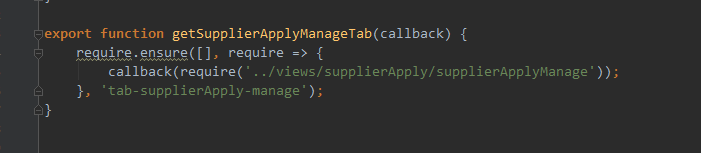 export function getSupplierApplyManageTab(callback) {
require.ensure([], require => {
callback(require('../views/supplierApply/supplierApplyManage'));
}, 'tab-supplierApply-manage');
}